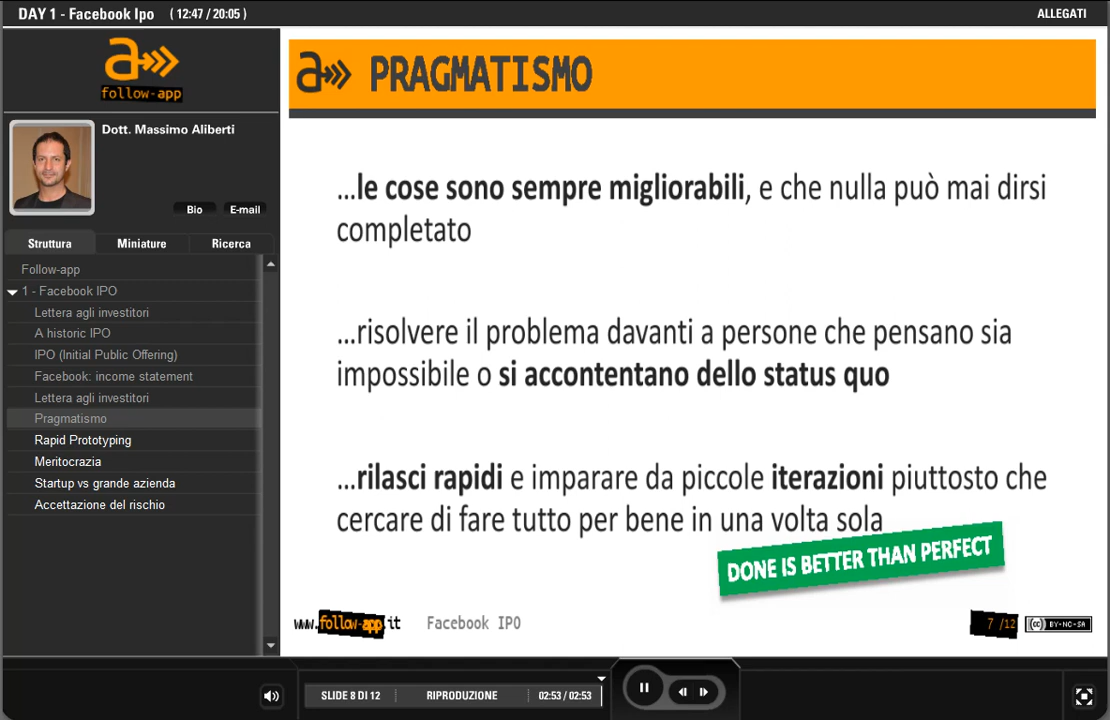 DAY 1 - Facebook Ipo ( 12:47 / 20:05 )
ALLEGATI
a
follow-app
Dott. Massimo Aliberti
Bio
E-mail
Struttura
Miniature
Ricerca
Follow-app
1 - Facebook IPO
Lettera agli investitori
A historic IPO
IPO (Initial Public Offering)
Facebook: income statement
Lettera agli investitori
Pragmatismo
Rapid Prototyping
Meritocrazia
Startup vs grande azienda
Accettazione del rischio
a PRAGMATISMO
...le cose sono sempre migliorabili, e che nulla può mai dirsi
completato
...risolvere il problema davanti a persone che pensano sia
impossibile o si accontentano dello status quo
...rilasci rapidi e imparare da piccole iterazioni piuttosto che
cercare di fare tutto per bene in una volta sola
DONE IS BETTER THAN PERFECT
www.follow-app.it
Facebook IPO
7 /12
(cc) BY-NC-SA
SLIDE 8 DI 12
RIPRODUZIONE
02:53 / 02:53